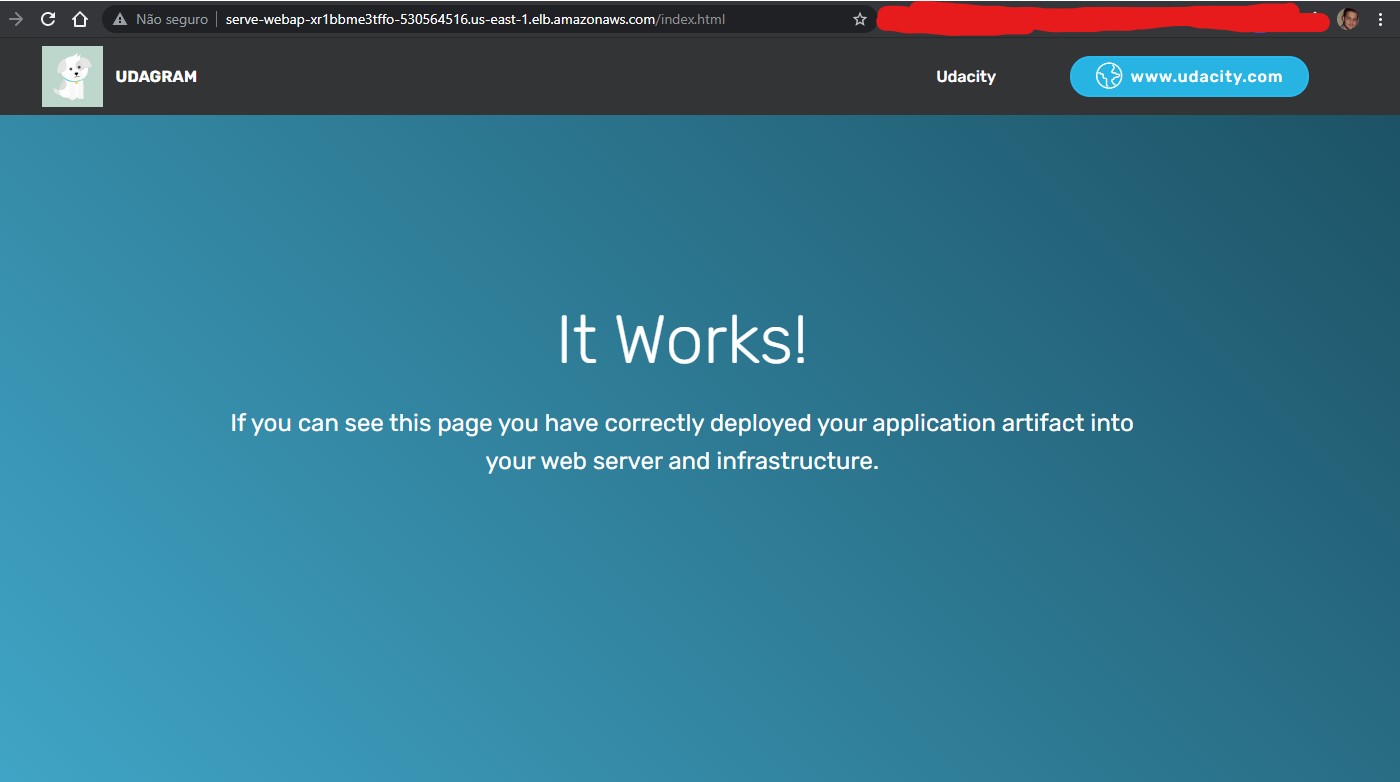 Não seguro serve-webap-xr1bbme3tffo-530564516.us-east-1.elb.amazonaws.com/index.html
UDAGRAM Udacity www.udacity.com
It Works!
If you can see this page you have correctly deployed your application artifact into
your web server and infrastructure.